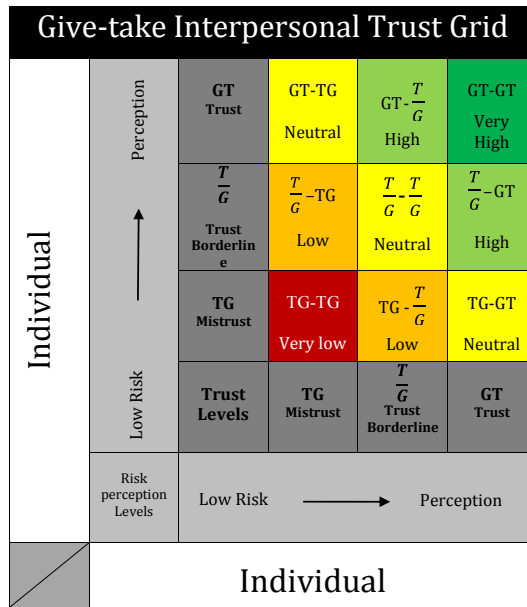 Give-take Interpersonal Trust Grid
Individual
Perception
Low Risk
GT
Trust
GT-TG
Neutral
GT-T/G
High
GT-GT
Very
High
T/G
Trust
Borderlin
e
T/G–TG
Low
T/G-T/G
Neutral
T/G–GT
High
TG
Mistrust
TG-TG
Very low
TG-T/G
Low
TG-GT
Neutral
Trust
Levels
TG
Mistrust
T/G
Trust
Borderline
GT
Trust
Risk
perception
Levels
Low Risk
Perception
Individual